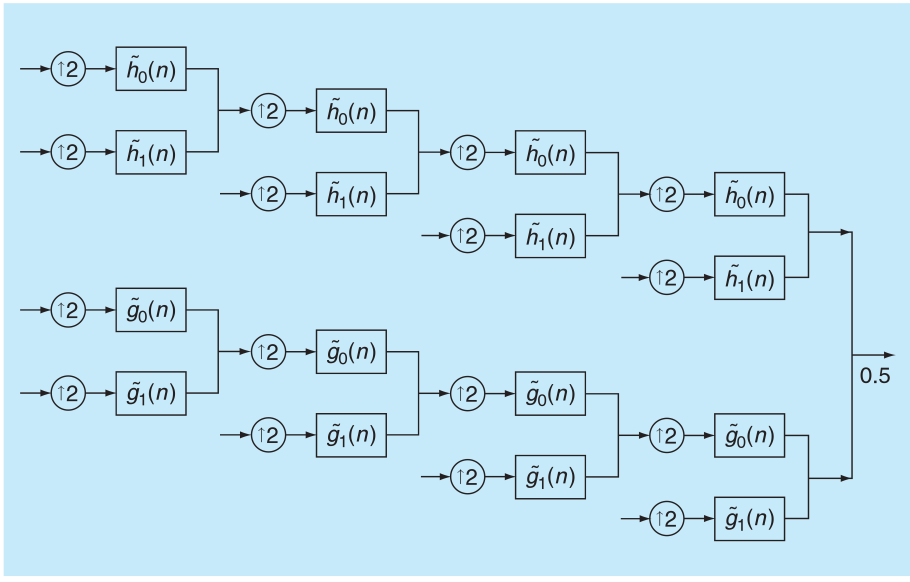 ↑2 h̃₀(n)
↑2 h̃₁(n)
↑2 h̃₀(n)
↑2 h̃₁(n)
↑2 h̃₀(n)
↑2 h̃₁(n)
↑2 h̃₀(n)
↑2 h̃₁(n)
↑2 g̃₀(n)
↑2 g̃₁(n)
↑2 g̃₀(n)
↑2 g̃₁(n)
↑2 g̃₀(n)
↑2 g̃₁(n)
↑2 g̃₀(n)
↑2 g̃₁(n)
0.5